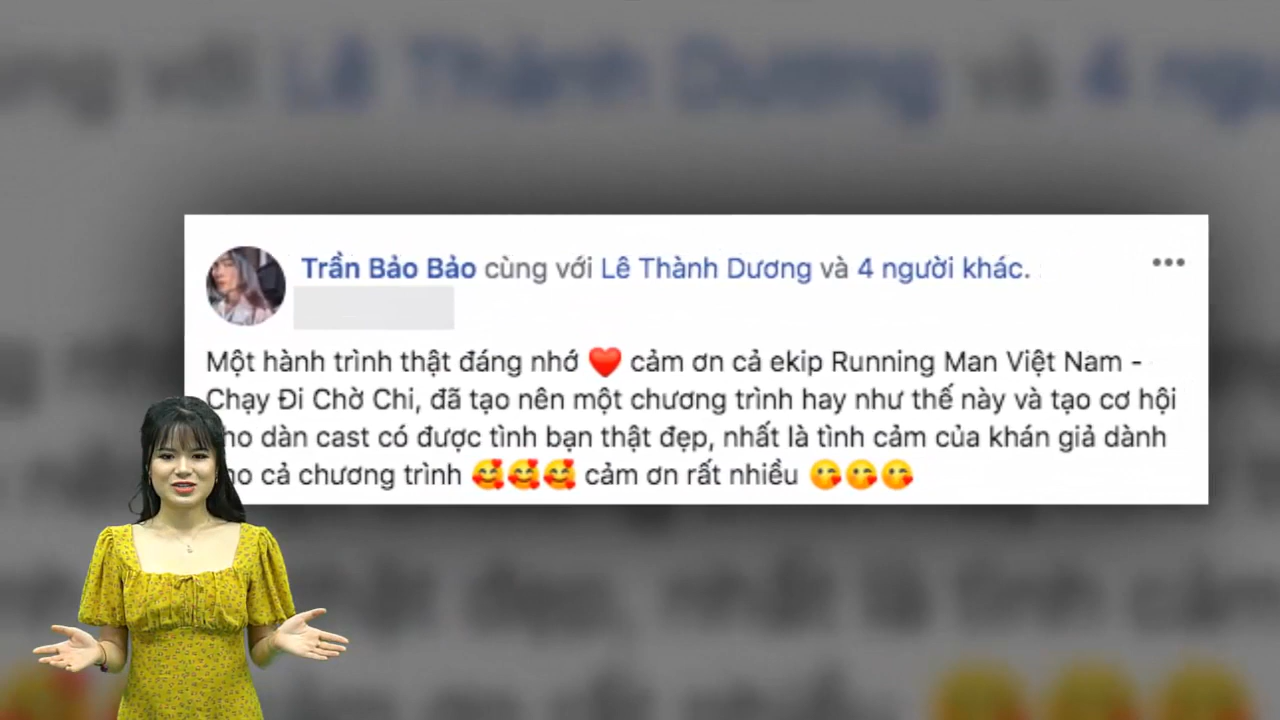 Trần Bảo Bảo cùng với Lê Thành Dương và 4 người khác.
Một hành trình thật đáng nhớ ❤️ cảm ơn cả ekip Running Man Việt Nam -
Chạy Đi Chờ Chi, đã tạo nên một chương trình hay như thế này và tạo cơ hội
dàn cast có được tình bạn thật đẹp, nhất là tình cảm của khán giả dành
cả chương trình 🥰🥰🥰 cảm ơn rất nhiều 😘😘😘